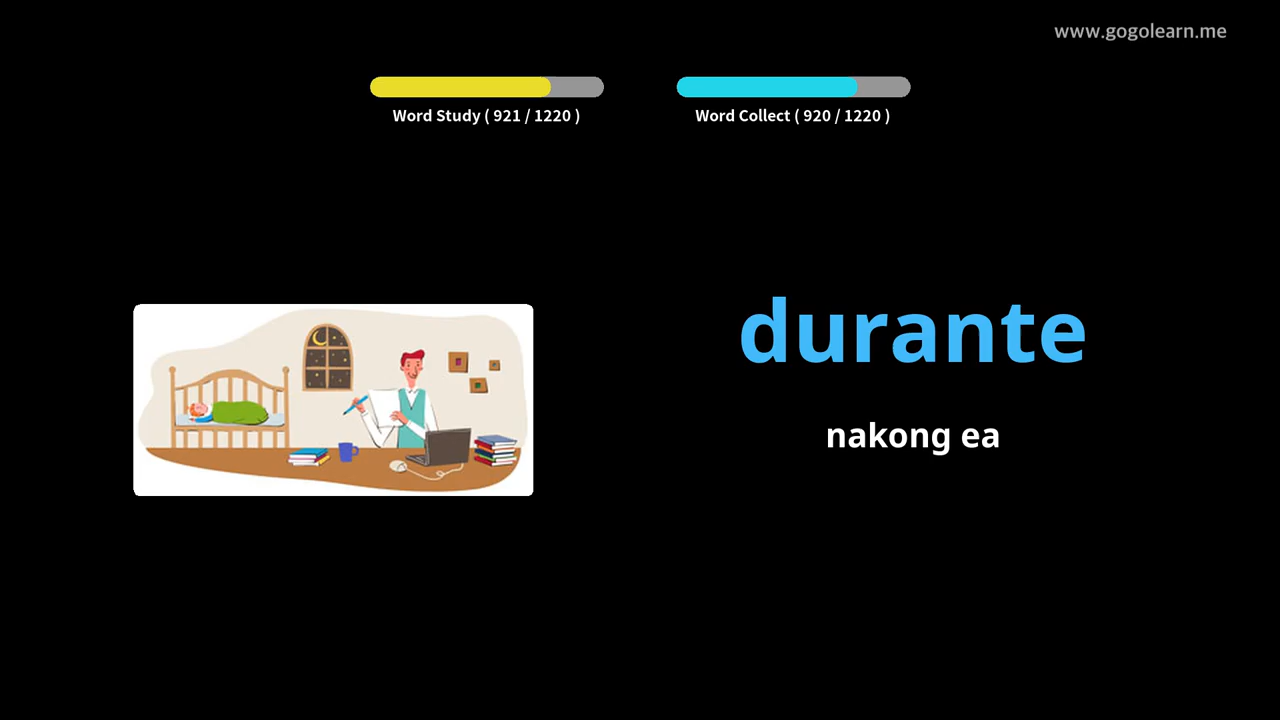 www.gogolearn.me
Word Study ( 921 / 1220 )
Word Collect ( 920 / 1220 )
durante
nakong ea